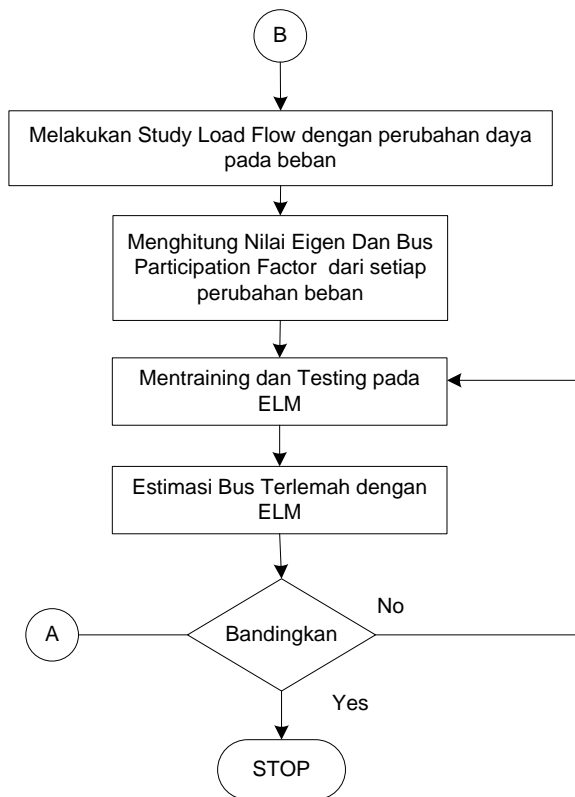 B
Melakukan Study Load Flow dengan perubahan daya
pada beban
Menghitung Nilai Eigen Dan Bus
Participation Factor dari setiap
perubahan beban
Mentraining dan Testing pada
ELM
Estimasi Bus Terlemah dengan
ELM
A
Bandingkan
No
Yes
STOP